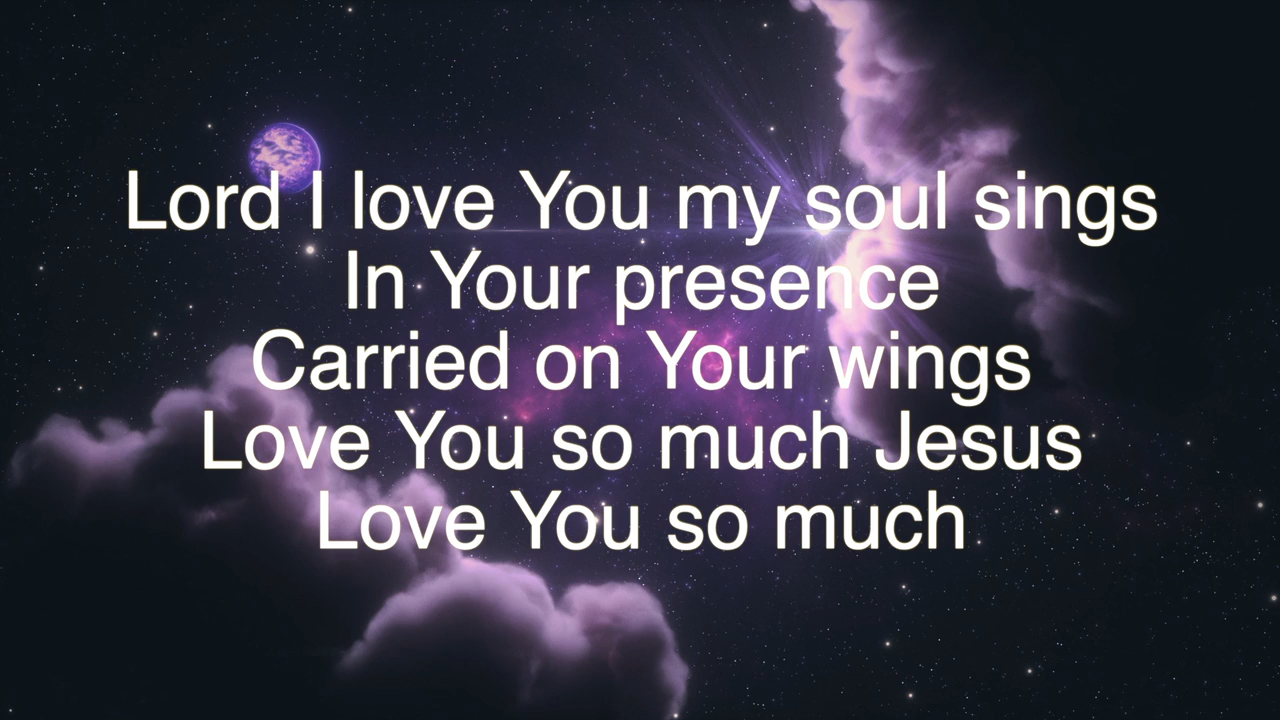 Lord I love You my soul sings
In Your presence
Carried on Your wings
Love You so much Jesus
Love You so much